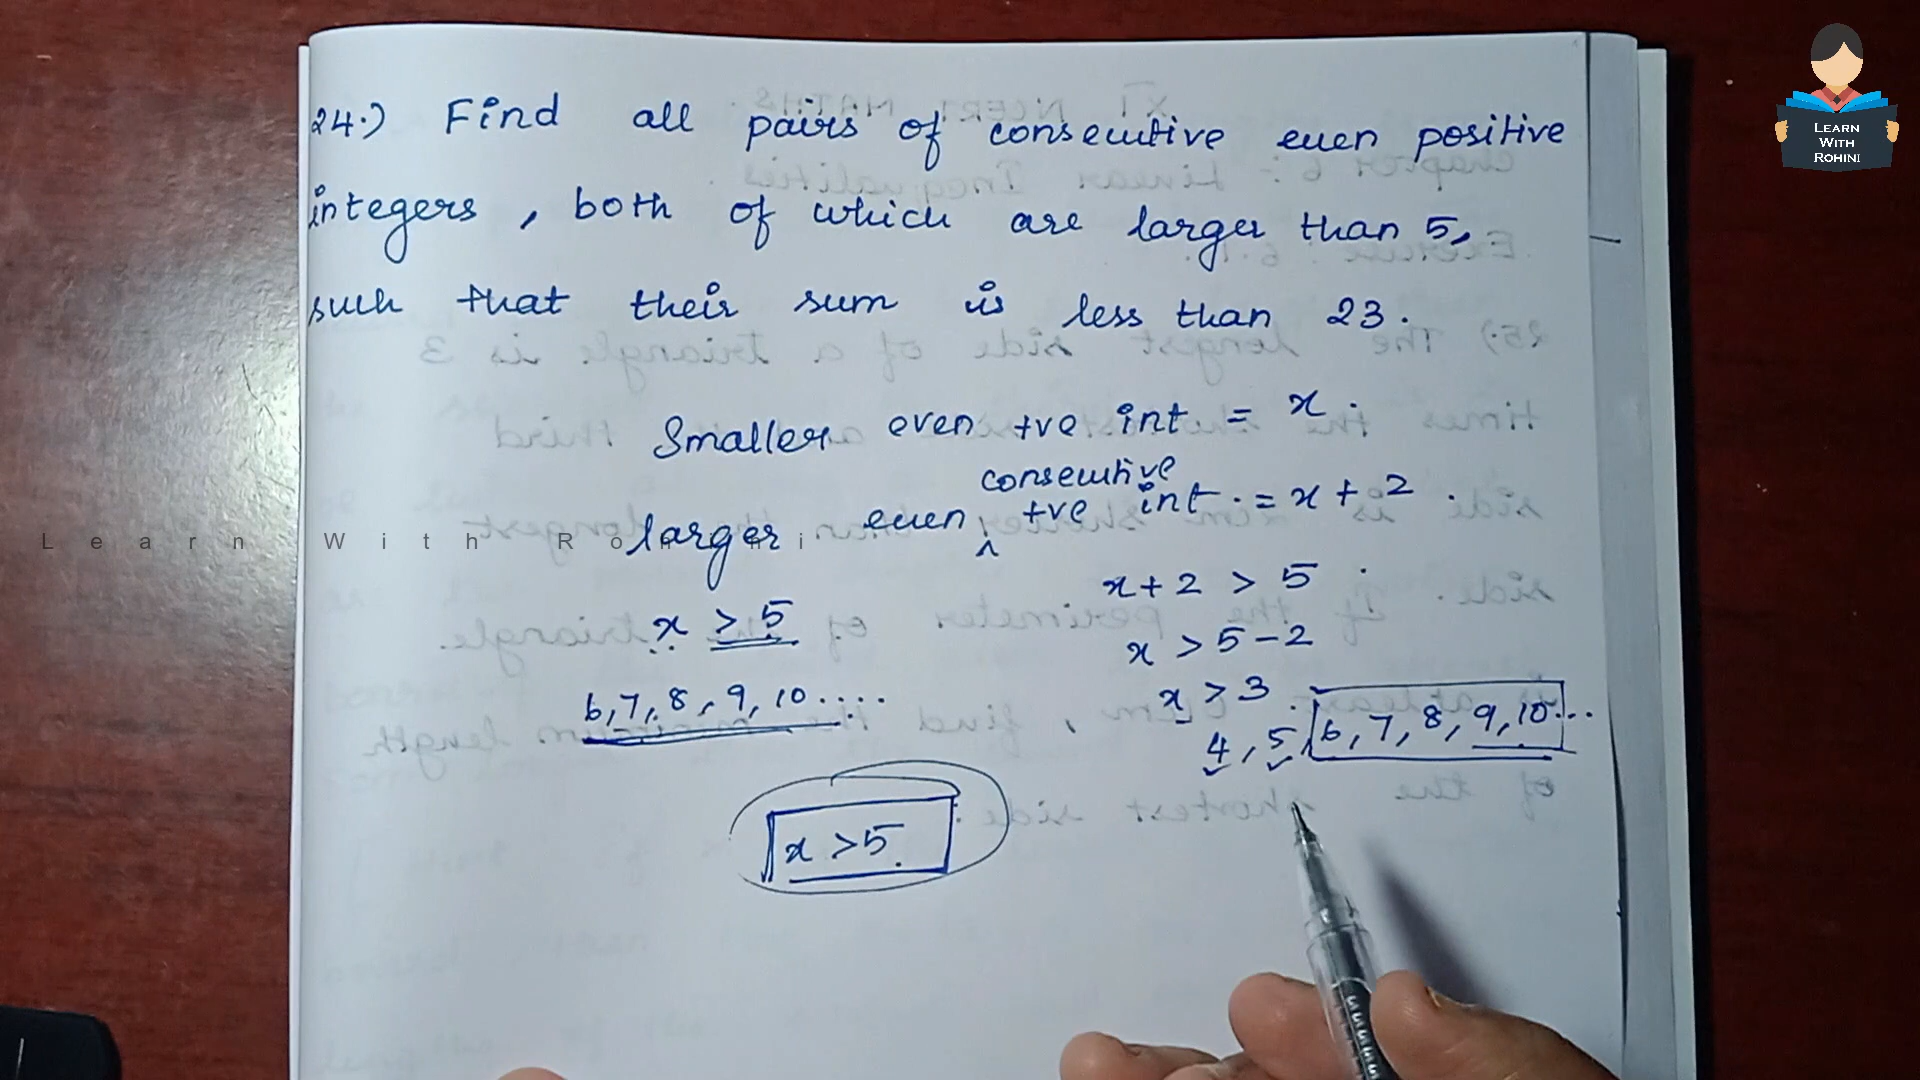 24.) Find all pairs of consecutive even positive
integers, both of which are larger than 5,
such that their sum is less than 23.
Smaller even +ve int = x.
consecutive
larger even ^ +ve int. = x + 2.
x + 2 > 5
x > 5
x > 5 - 2
x > 3
6, 7, 8, 9, 10....
4, 5, 6, 7, 8, 9, 10...
x > 5.
LEARN
WITH
ROHINI
Learn With Rohini